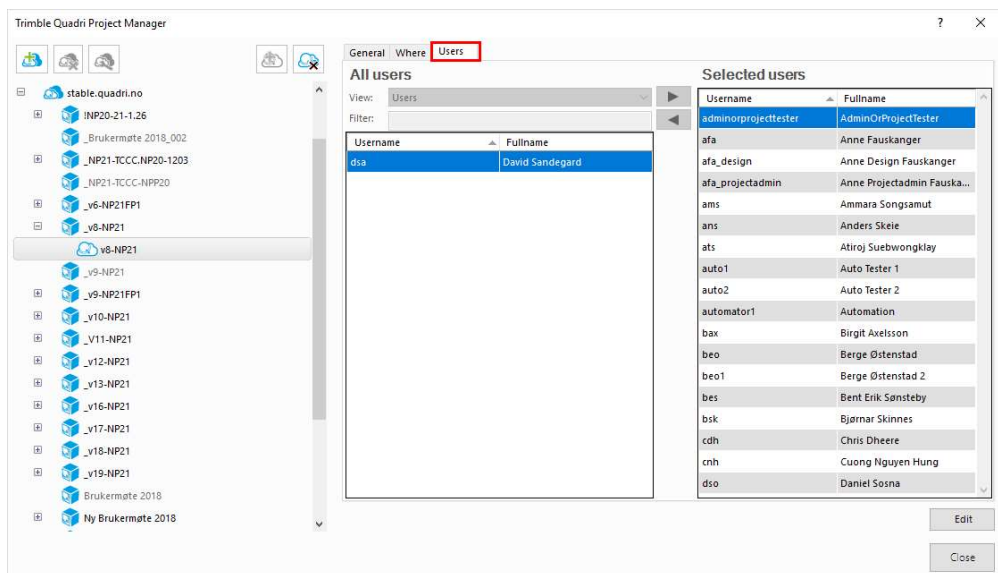 Trimble Quadri Project Manager
?
General Where Users
stable.quadri.no
!NP20-21-1.26
_Brukermøte 2018_002
_NP21-TCCC.NP20-1203
_NP21-TCCC-NPP20
_v6-NP21FP1
_v8-NP21
v8-NP21
_v9-NP21
_v9-NP21FP1
_v10-NP21
_V11-NP21
_v12-NP21
_v13-NP21
_v16-NP21
_v17-NP21
_v18-NP21
_v19-NP21
Brukermøte 2018
Ny Brukermøte 2018
All users
View: Users
Filter:
Username Fullname
dsa David Sandegard
Selected users
Username Fullname
adminorprojecttester AdminOrProjectTester
afa Anne Fauskanger
afa_design Anne Design Fauskanger
afa_projectadmin Anne Projectadmin Fauska...
ams Ammara Songsamut
ans Anders Skeie
ats Atiroj Suebwongklay
auto1 Auto Tester 1
auto2 Auto Tester 2
automator1 Automation
bax Birgit Axelsson
beo Berge Østenstad
beo1 Berge Østenstad 2
bes Bent Erik Sønsteby
bsk Bjørnar Skinnes
cdh Chris Dheere
cnh Cuong Nguyen Hung
dso Daniel Sosna
Edit
Close